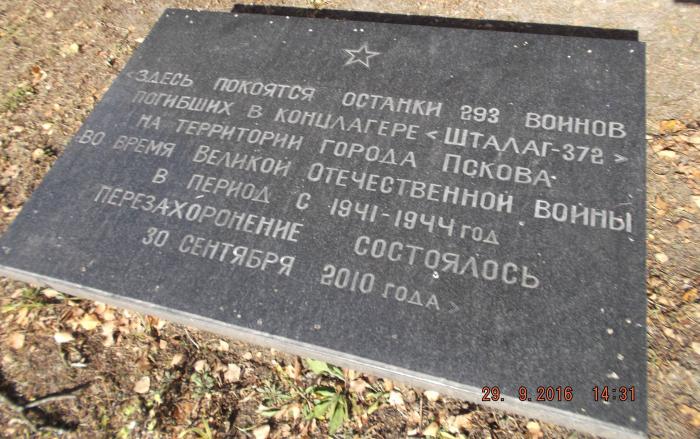 <ЗДЕСЬ ПОКОЯТСЯ ОСТАНКИ 293 ВОИНОВ
ПОГИБШИХ В КОНЦЛАГЕРЕ <ШТАЛАГ-372>
НА ТЕРРИТОРИИ ГОРОДА ПСКОВА
ВО ВРЕМЯ ВЕЛИКОЙ ОТЕЧЕСТВЕННОЙ ВОЙНЫ
В ПЕРИОД С 1941-1944 ГОД
ПЕРЕЗАХОРОНЕНИЕ СОСТОЯЛОСЬ
30 СЕНТЯБРЯ 2010 ГОДА>
29. 9.2016 14:31